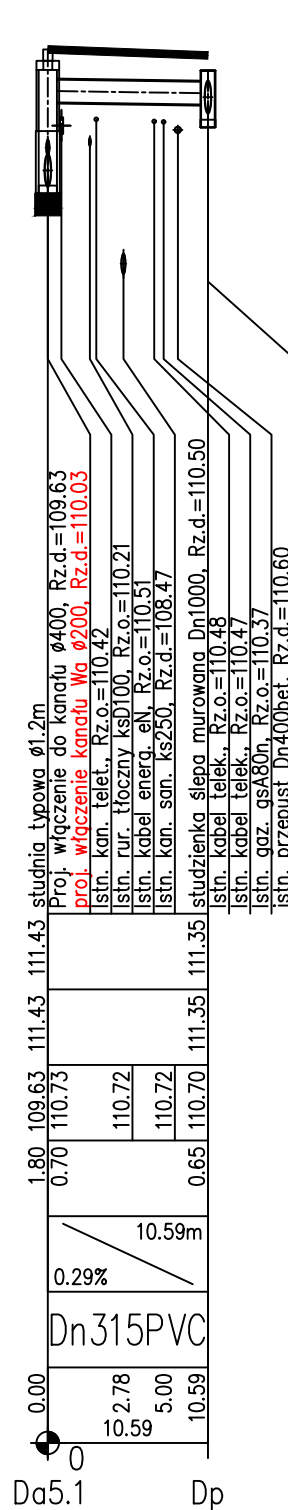 studnia typowa ø1.2m
Proj. włączenie do kanału ø400, Rz.d.=109.63
proj. włączenie kanału Wa ø200, Rz.d.=110.03
Istn. kan. telet., Rz.o.=110.42
Istn. rur. tłoczny ksD100, Rz.o.=110.21
Istn. kabel energ. eN, Rz.o.=110.51
Istn. kan. san. ks250, Rz.d.=108.47
studzienka ślepa murowana Dn1000, Rz.d.=110.50
Istn. kabel telek., Rz.o.=110.48
Istn. kabel telek., Rz.o.=110.47
Istn. gaz. gsA80n, Rz.o.=110.37
Istn. przepust Dn400bet. Rz.d.=110.60
111.43 111.35
111.43 111.35
109.63 110.73 110.72 110.72 110.70
1.80 0.70 0.65
10.59m
0.29%
Dn315PVC
0.00 2.78 5.00 10.59
10.59
0
Da5.1 Dp